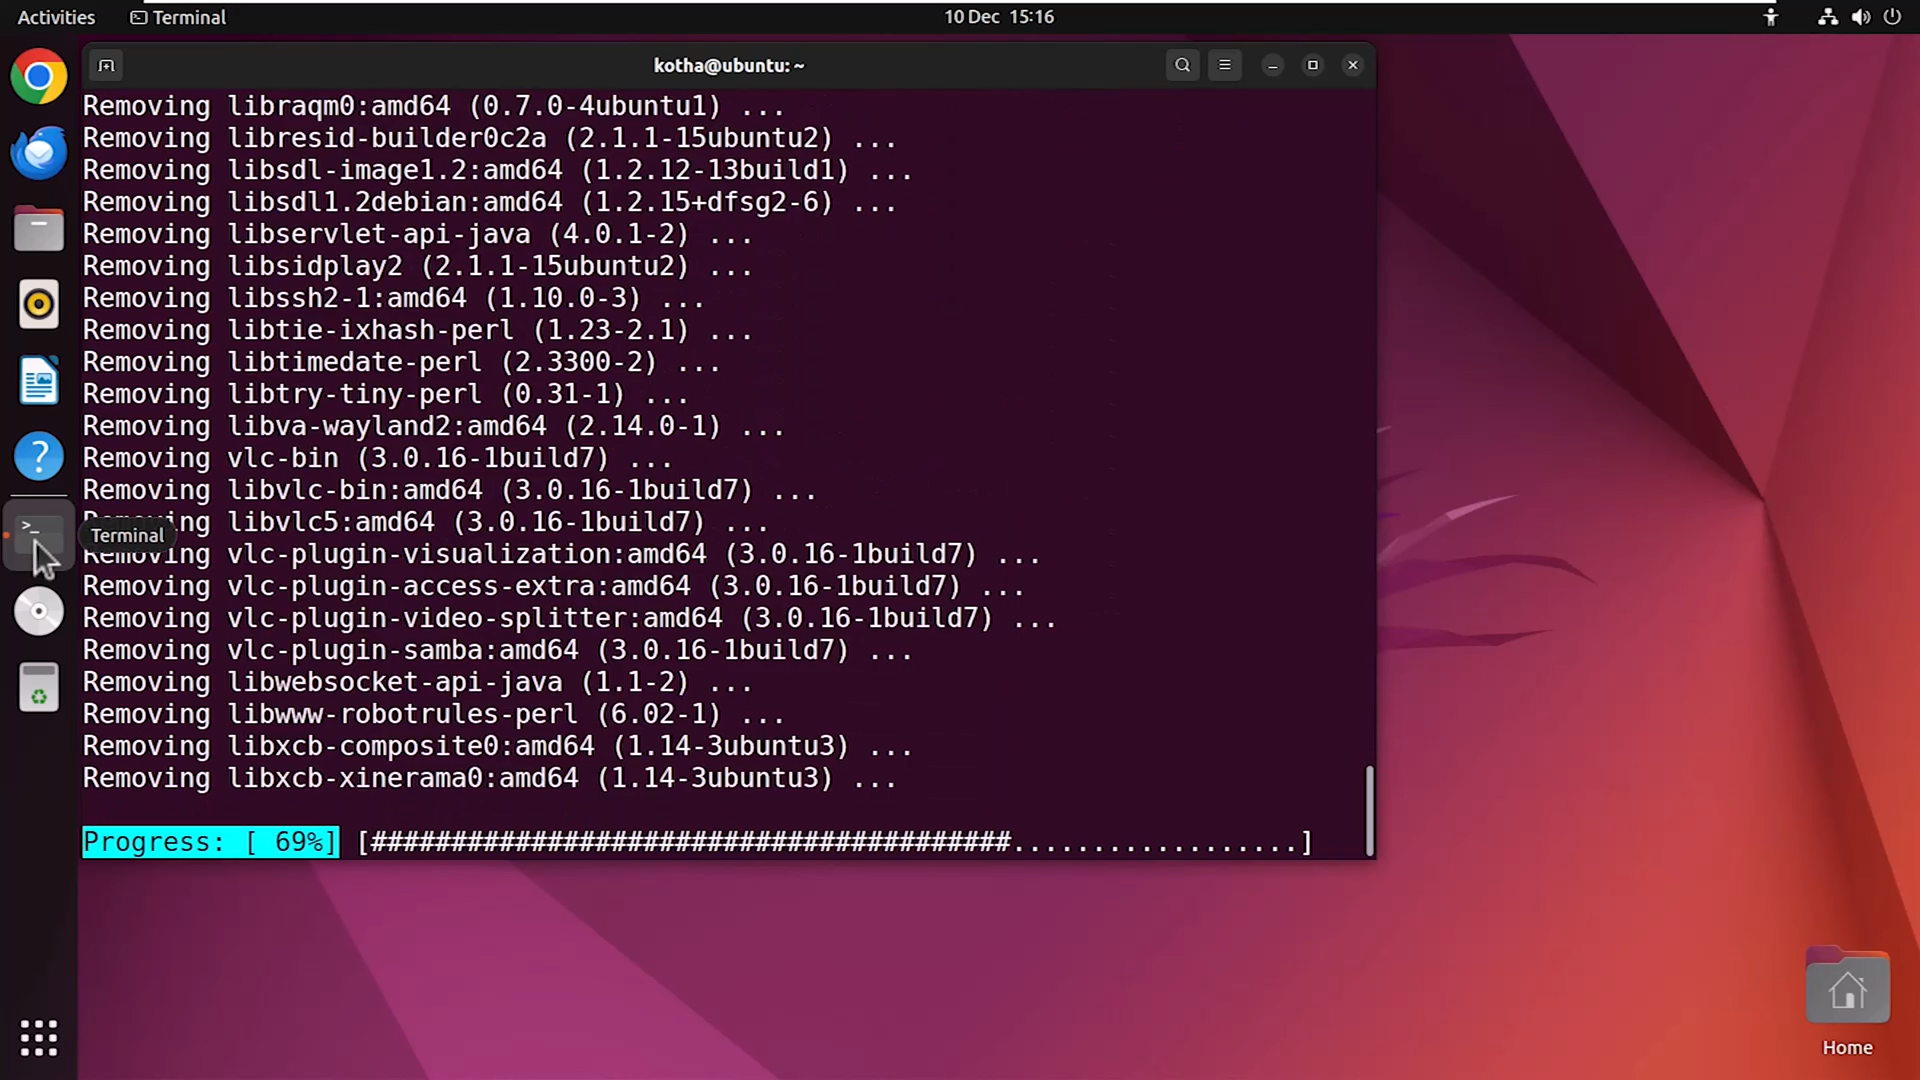 Activities
Terminal
10 Dec 15:16
kotha@ubuntu: ~
Removing libraqm0:amd64 (0.7.0-4ubuntu1) ...
Removing libresid-builder0c2a (2.1.1-15ubuntu2) ...
Removing libsdl-image1.2:amd64 (1.2.12-13build1) ...
Removing libsdl1.2debian:amd64 (1.2.15+dfsg2-6) ...
Removing libservlet-api-java (4.0.1-2) ...
Removing libsidplay2 (2.1.1-15ubuntu2) ...
Removing libssh2-1:amd64 (1.10.0-3) ...
Removing libtie-ixhash-perl (1.23-2.1) ...
Removing libtimedate-perl (2.3300-2) ...
Removing libtry-tiny-perl (0.31-1) ...
Removing libva-wayland2:amd64 (2.14.0-1) ...
Removing vlc-bin (3.0.16-1build7) ...
Removing libvlc-bin:amd64 (3.0.16-1build7) ...
Removing libvlc5:amd64 (3.0.16-1build7) ...
Terminal
Removing vlc-plugin-visualization:amd64 (3.0.16-1build7) ...
Removing vlc-plugin-access-extra:amd64 (3.0.16-1build7) ...
Removing vlc-plugin-video-splitter:amd64 (3.0.16-1build7) ...
Removing vlc-plugin-samba:amd64 (3.0.16-1build7) ...
Removing libwebsocket-api-java (1.1-2) ...
Removing libwww-robotrules-perl (6.02-1) ...
Removing libxcb-composite0:amd64 (1.14-3ubuntu3) ...
Removing libxcb-xinerama0:amd64 (1.14-3ubuntu3) ...
Progress: [ 69%] [########################################..................]
Home